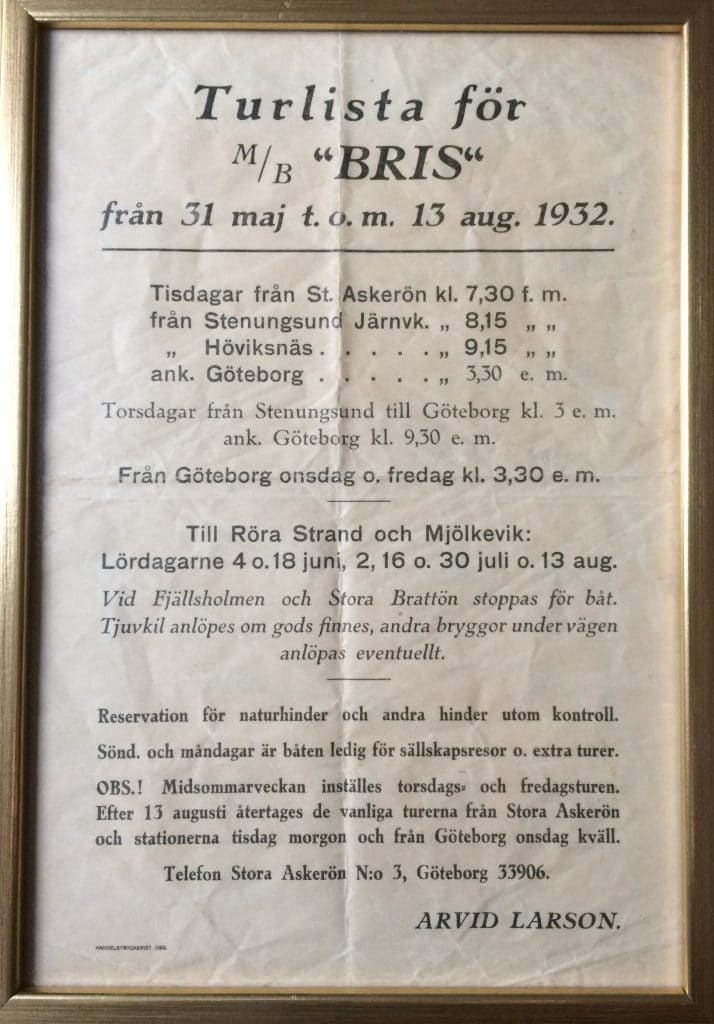 Turlista för
M/B “BRIS“
från 31 maj t. o. m. 13 aug. 1932.
Tisdagar från St. Askerön kl. 7,30 f. m.
från Stenungsund Järnvk. „ 8,15 „ „
„ Höviksnäs . . . . . „ 9,15 „ „
ank. Göteborg . . . . . „ 3,30 e. m.
Torsdagar från Stenungsund till Göteborg kl. 3 e. m.
ank. Göteborg kl. 9,30 e. m.
Från Göteborg onsdag o. fredag kl. 3,30 e. m.
Till Röra Strand och Mjölkevik:
Lördagarne 4 o. 18 juni, 2, 16 o. 30 juli o. 13 aug.
Vid Fjällsholmen och Stora Brattön stoppas för båt.
Tjuvkil anlöpes om gods finnes, andra bryggor under vägen
anlöpas eventuellt.
Reservation för naturhinder och andra hinder utom kontroll.
Sönd. och måndagar är båten ledig för sällskapsresor o. extra turer.
OBS.! Midsommarveckan inställes torsdags- och fredagsturen.
Efter 13 augusti återtages de vanliga turerna från Stora Askerön
och stationerna tisdag morgon och från Göteborg onsdag kväll.
Telefon Stora Askerön N:o 3, Göteborg 33906.
ARVID LARSON.
HANDELSTRYCKERIET GBG.